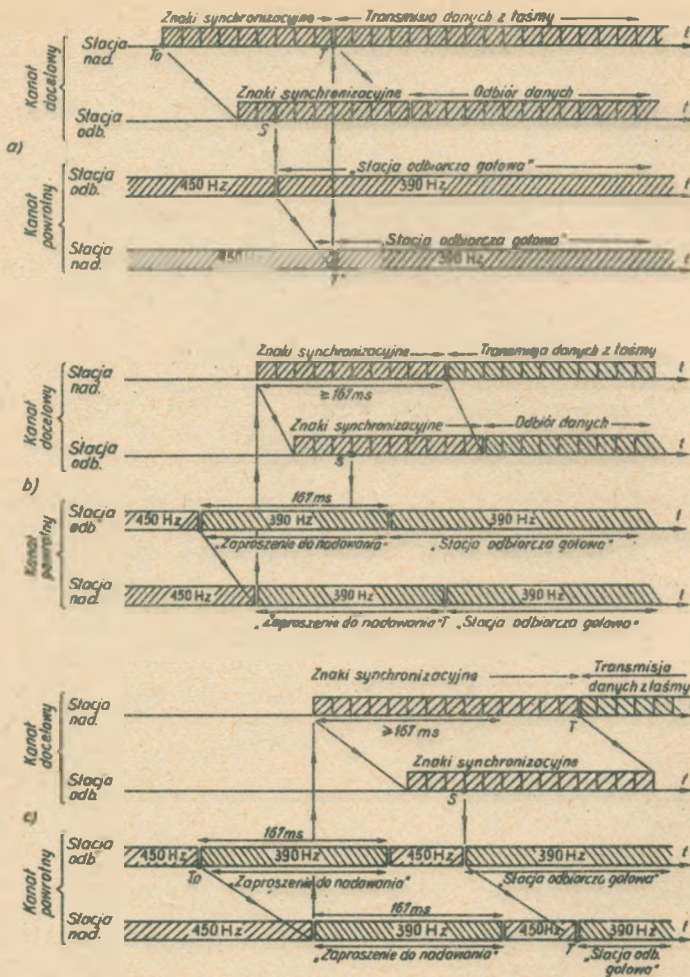 Znaki synchronizacyjne Transmisja danych z taśmy
Kanał docelowy
Stacja nad. t
To T
Znaki synchronizacyjne Odbiór danych
Stacja odb. t
S
a)
„Stacja odbiorcza gotowa”
Kanał powrotny
Stacja odb. 450 Hz 390 Hz t
„Stacja odbiorcza gotowa”
Stacja nad. 450 Hz 390 Hz t
T'
Znaki synchronizacyjne Transmisja danych z taśmy
Kanał docelowy
Stacja nad. t
≥167ms
Znaki synchronizacyjne Odbiór danych
Stacja odb. t
S
b)
167ms
Kanał powrotny
Stacja odb. 450 Hz 390 Hz 390 Hz t
„Zaproszenie do nadawania” „Stacja odbiorcza gotowa”
Stacja nad. 450 Hz 390 Hz 390 Hz t
„Zaproszenie do nadawania” T „Stacja odbiorcza gotowa”
Znaki synchronizacyjne Transmisja danych z taśmy
Kanał docelowy
Stacja nad. t
≥167ms T
Znaki synchronizacyjne
Stacja odb. t
S
c)
167ms
Kanał powrotny
Stacja odb 450 Hz 390 Hz 450 Hz 390 Hz t
To „Zaproszenie do nadawania” „Stacja odbiorcza gotowa”
167ms
Stacja nad. 450 Hz 390 Hz 450 Hz 390 Hz t
„Zaproszenie do nadawania” T „Stacja odb. gotowa”